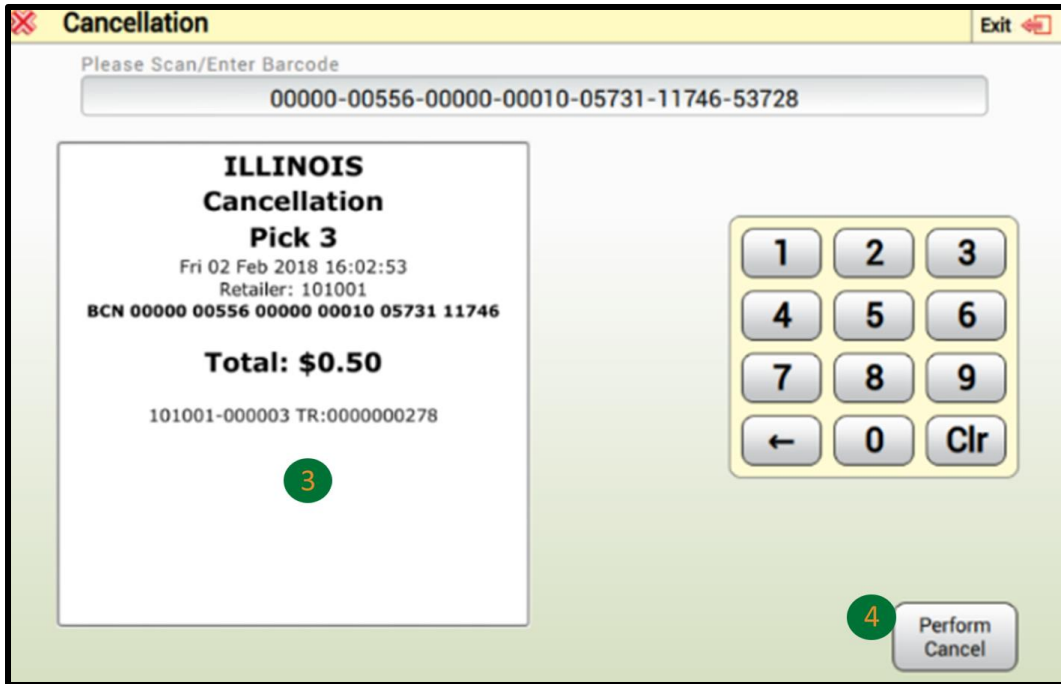 Cancellation
Exit
Please Scan/Enter Barcode
00000-00556-00000-00010-05731-11746-53728
ILLINOIS
Cancellation
Pick 3
Fri 02 Feb 2018 16:02:53
Retailer: 101001
BCN 00000 00556 00000 00010 05731 11746
Total: $0.50
101001-000003 TR:0000000278
3
1 2 3
4 5 6
7 8 9
← 0 Clr
4
Perform
Cancel